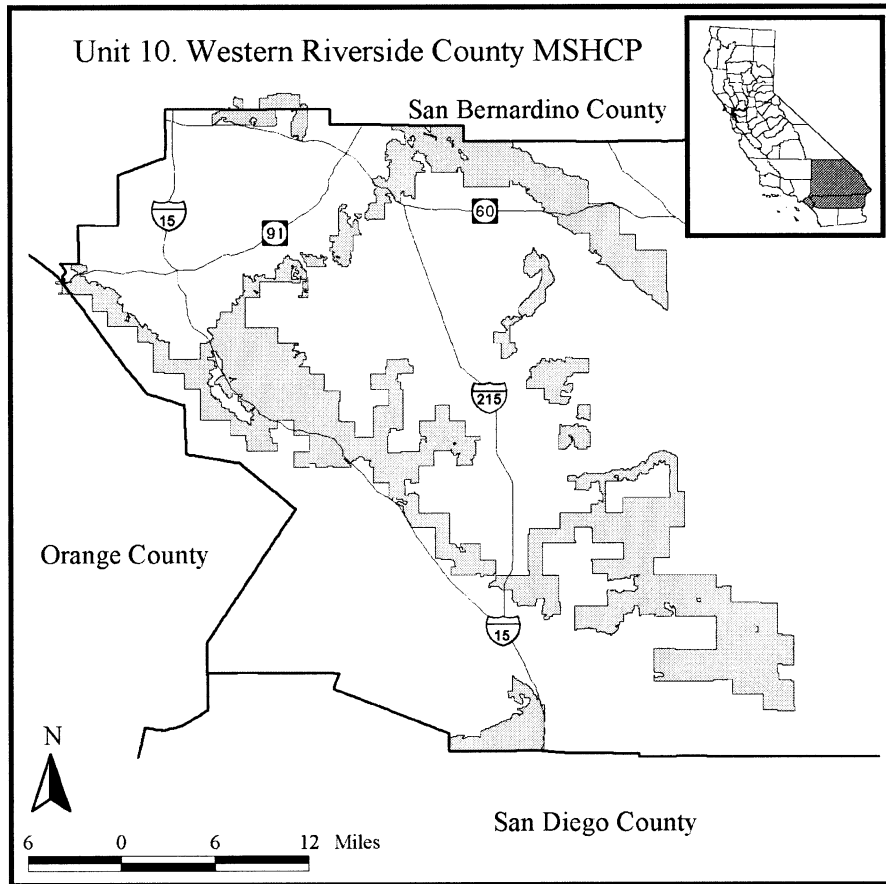 Unit 10. Western Riverside County MSHCP
San Bernardino County
15
91
60
215
Orange County
15
N
San Diego County
6 0 6 12 Miles